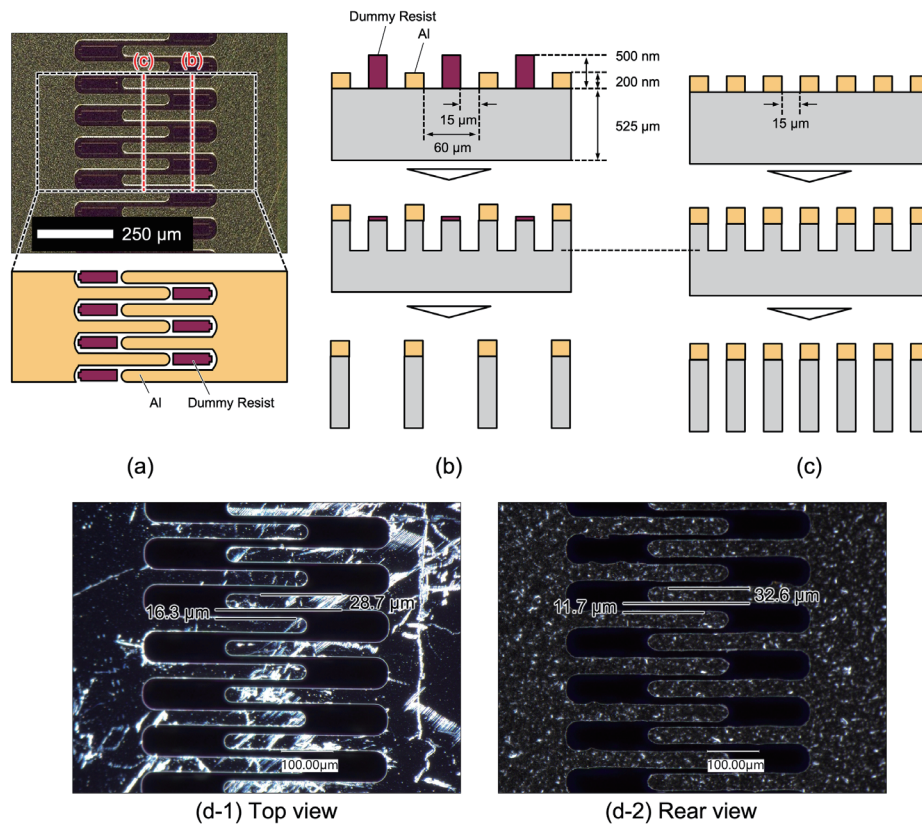 (c)
(b)
250 µm
Al
Dummy Resist
(a)
Dummy Resist
Al
500 nm
200 nm
15 µm
60 µm
525 µm
(b)
15 µm
(c)
16.3 µm
28.7 µm
100.00µm
(d-1) Top view
11.7 µm
32.6 µm
100.00µm
(d-2) Rear view